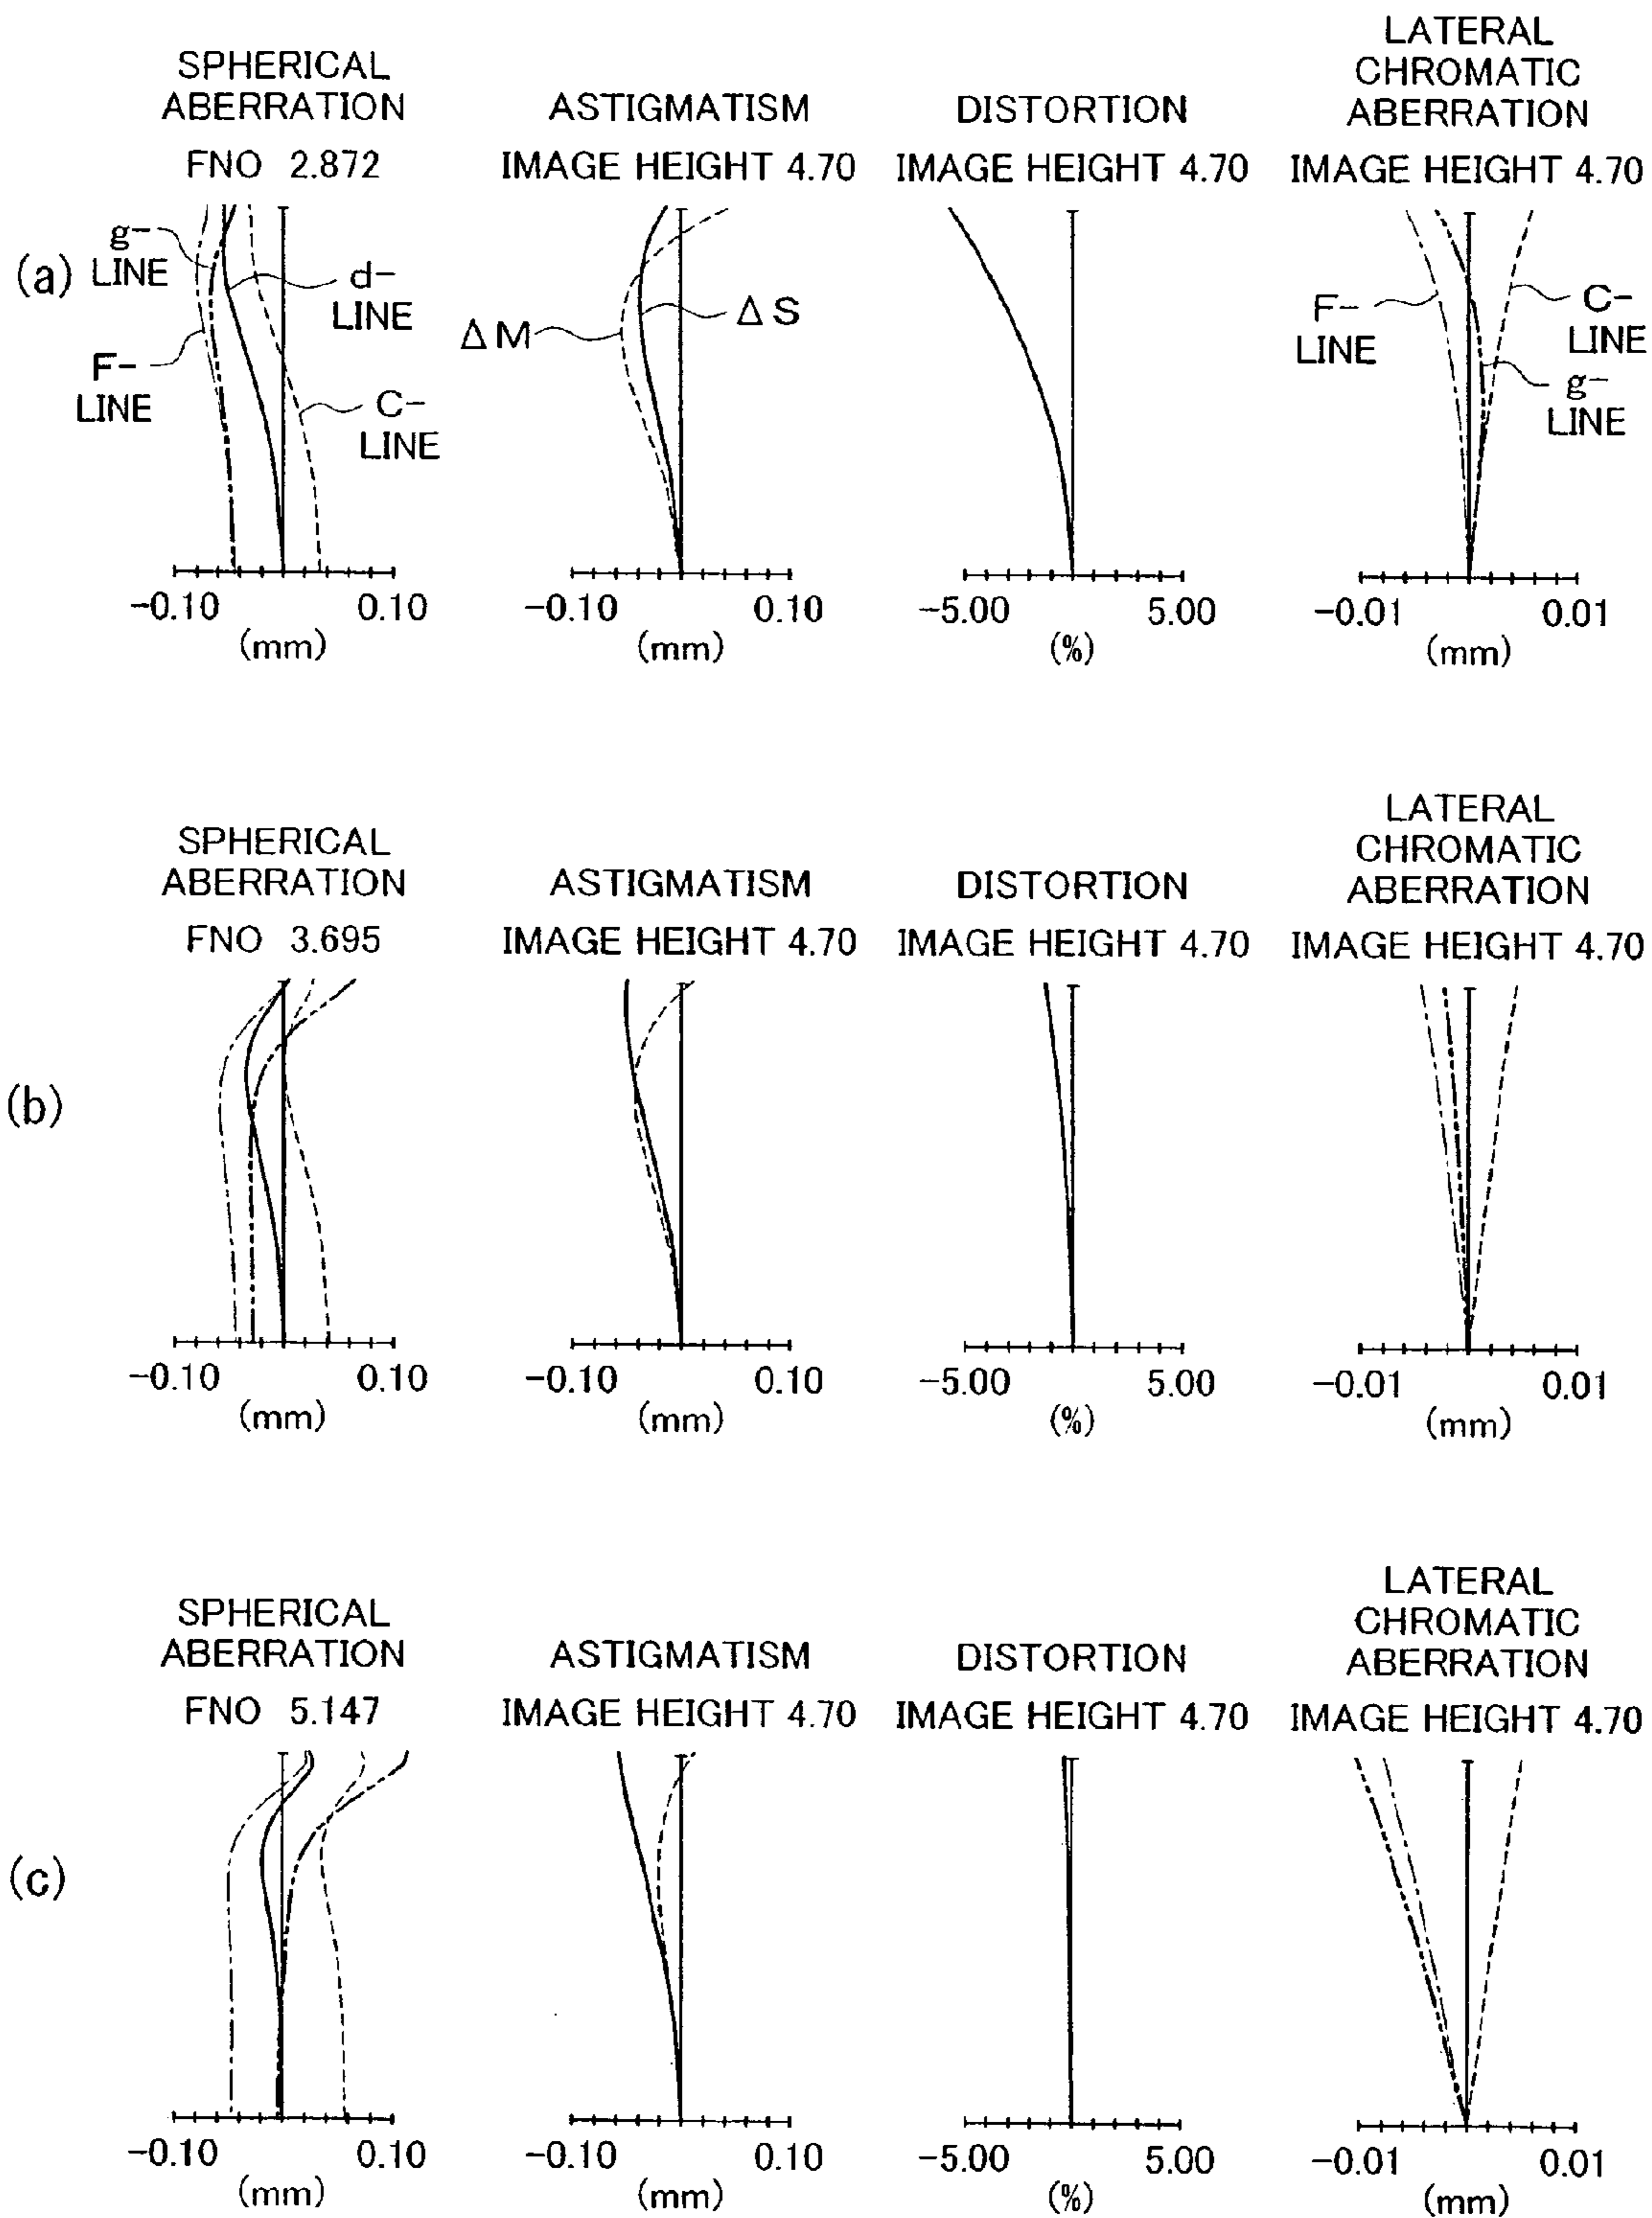 (a)
SPHERICAL
ABERRATION
FNO 2.872
g-
LINE
F-
LINE
d-
LINE
C-
LINE
-0.10
0.10
(mm)
ASTIGMATISM
IMAGE HEIGHT 4.70
ΔM
ΔS
-0.10
0.10
(mm)
DISTORTION
IMAGE HEIGHT 4.70
-5.00
5.00
(%)
LATERAL
CHROMATIC
ABERRATION
IMAGE HEIGHT 4.70
F-
LINE
C-
LINE
g-
LINE
-0.01
0.01
(mm)
(b)
SPHERICAL
ABERRATION
FNO 3.695
-0.10
0.10
(mm)
ASTIGMATISM
IMAGE HEIGHT 4.70
-0.10
0.10
(mm)
DISTORTION
IMAGE HEIGHT 4.70
-5.00
5.00
(%)
LATERAL
CHROMATIC
ABERRATION
IMAGE HEIGHT 4.70
-0.01
0.01
(mm)
(c)
SPHERICAL
ABERRATION
FNO 5.147
-0.10
0.10
(mm)
ASTIGMATISM
IMAGE HEIGHT 4.70
-0.10
0.10
(mm)
DISTORTION
IMAGE HEIGHT 4.70
-5.00
5.00
(%)
LATERAL
CHROMATIC
ABERRATION
IMAGE HEIGHT 4.70
-0.01
0.01
(mm)